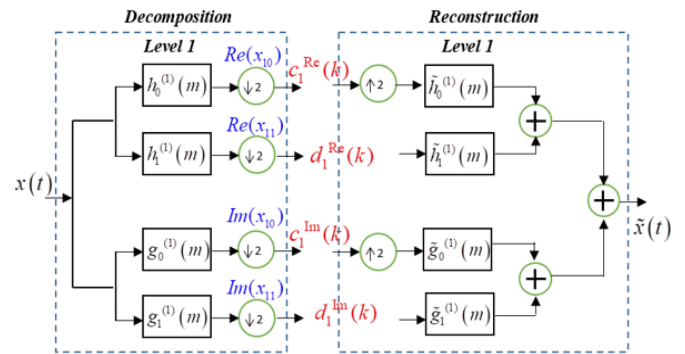 Decomposition
Reconstruction
Level 1
Level 1
Re(x₁₀)
h₀⁽¹⁾(m)
↓2
c₁ᴿᵉ(k)
↑2
h̃₀⁽¹⁾(m)
+
Re(x₁₁)
h₁⁽¹⁾(m)
↓2
d₁ᴿᵉ(k)
h̃₁⁽¹⁾(m)
x(t)
+
x̃(t)
Im(x₁₀)
g₀⁽¹⁾(m)
↓2
c₁ᴵᵐ(k)
↑2
g̃₀⁽¹⁾(m)
+
Im(x₁₁)
g₁⁽¹⁾(m)
↓2
d₁ᴵᵐ(k)
g̃₁⁽¹⁾(m)